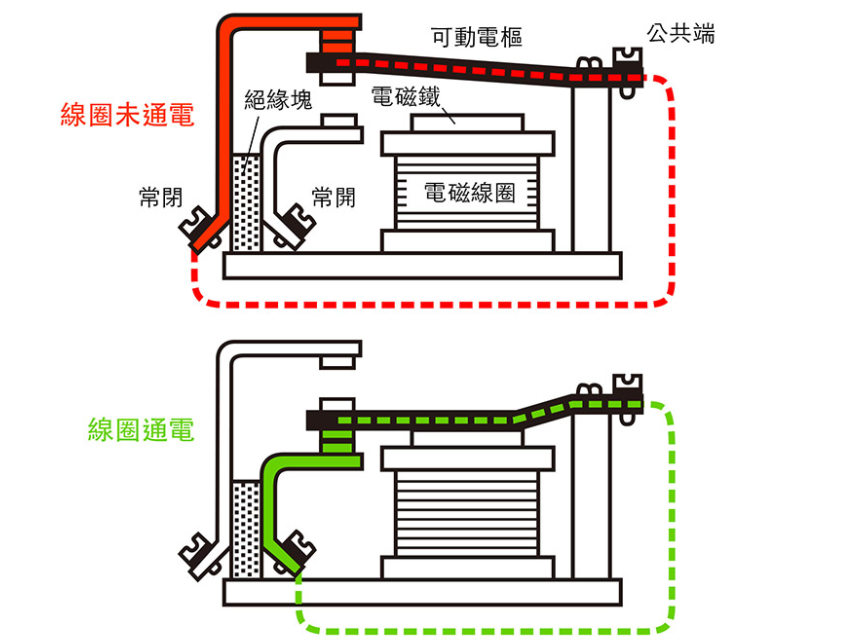 可動電樞
公共端
電磁鐵
絕緣塊
線圈未通電
常閉
常開
電磁線圈
線圈通電